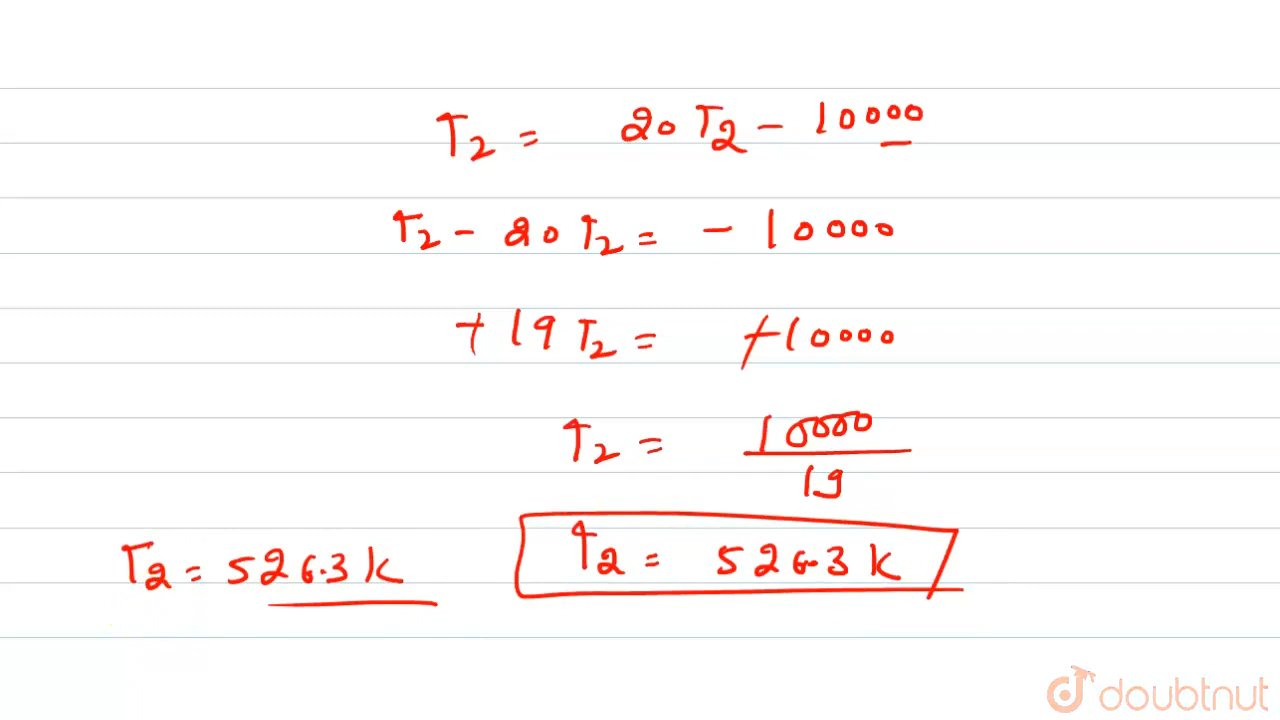 T2 = 20 T2 - 10000
T2 - 20 T2 = - 10000
+ 19 T2 = + 10000
T2 = 10000
19
T2 = 526.3 k
T2 = 526.3 k
doubtnut